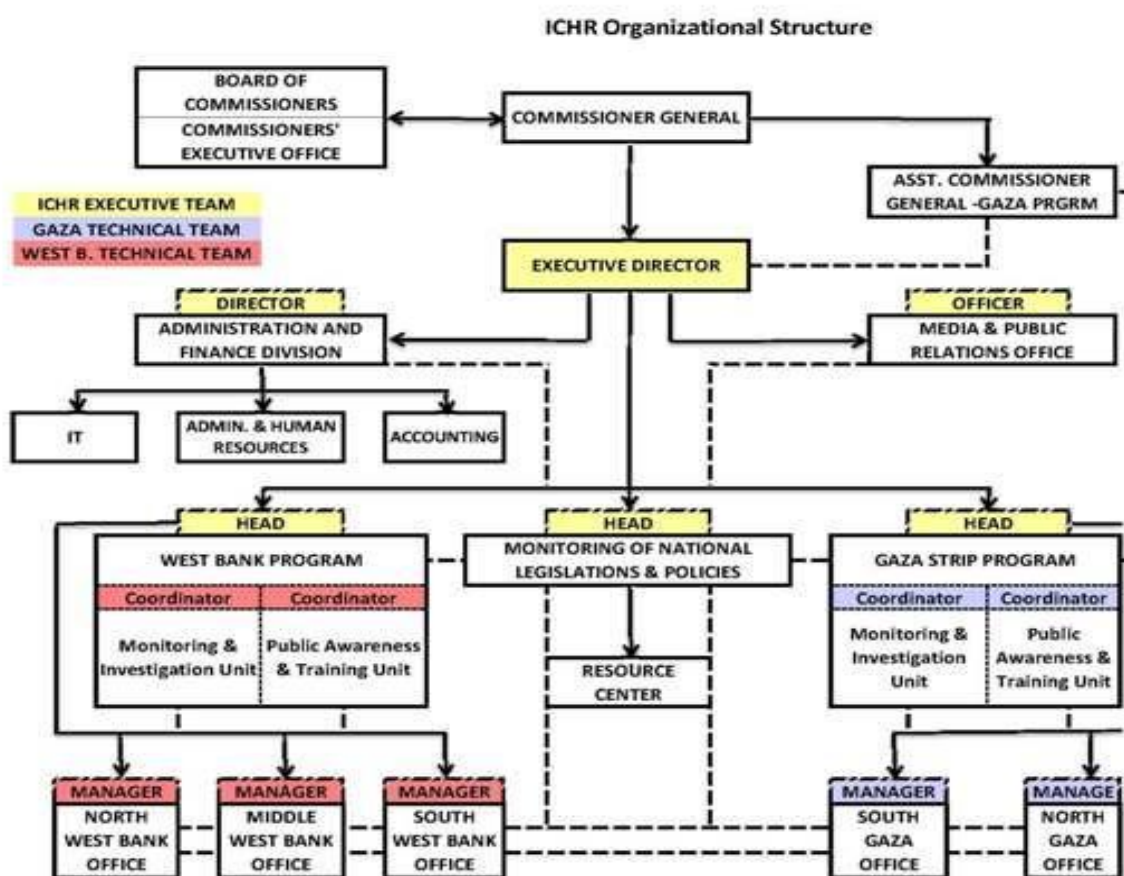 ICHR Organizational Structure
BOARD OF
COMMISSIONERS
COMMISSIONERS'
EXECUTIVE OFFICE
COMMISSIONER GENERAL
ASST. COMMISSIONER
GENERAL -GAZA PRGRM
ICHR EXECUTIVE TEAM
GAZA TECHNICAL TEAM
WEST B. TECHNICAL TEAM
EXECUTIVE DIRECTOR
DIRECTOR
ADMINISTRATION AND
FINANCE DIVISION
OFFICER
MEDIA & PUBLIC
RELATIONS OFFICE
IT
ADMIN. & HUMAN
RESOURCES
ACCOUNTING
HEAD
WEST BANK PROGRAM
Coordinator
Monitoring &
Investigation Unit
Coordinator
Public Awareness
& Training Unit
HEAD
MONITORING OF NATIONAL
LEGISLATIONS & POLICIES
RESOURCE
CENTER
HEAD
GAZA STRIP PROGRAM
Coordinator
Monitoring &
Investigation
Unit
Coordinator
Public
Awareness &
Training Unit
MANAGER
NORTH
WEST BANK
OFFICE
MANAGER
MIDDLE
WEST BANK
OFFICE
MANAGER
SOUTH
WEST BANK
OFFICE
MANAGER
SOUTH
GAZA
OFFICE
MANAGE
NORTH
GAZA
OFFICE